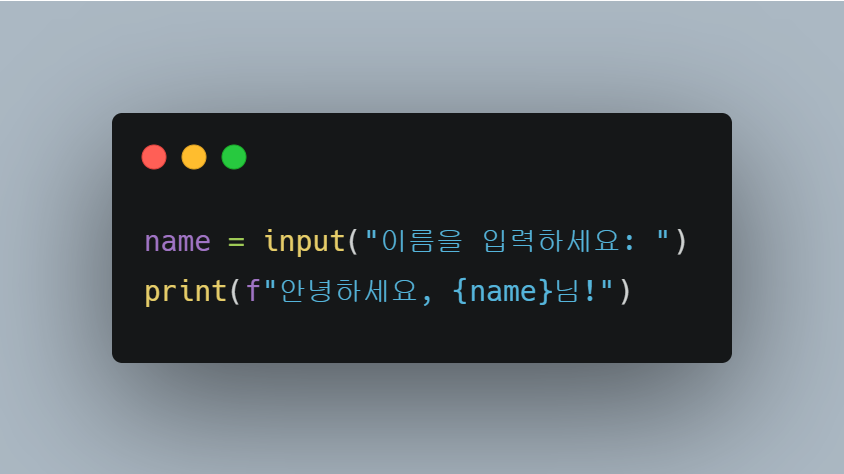 name = input("이름을 입력하세요: ")
print(f"안녕하세요, {name}님!")